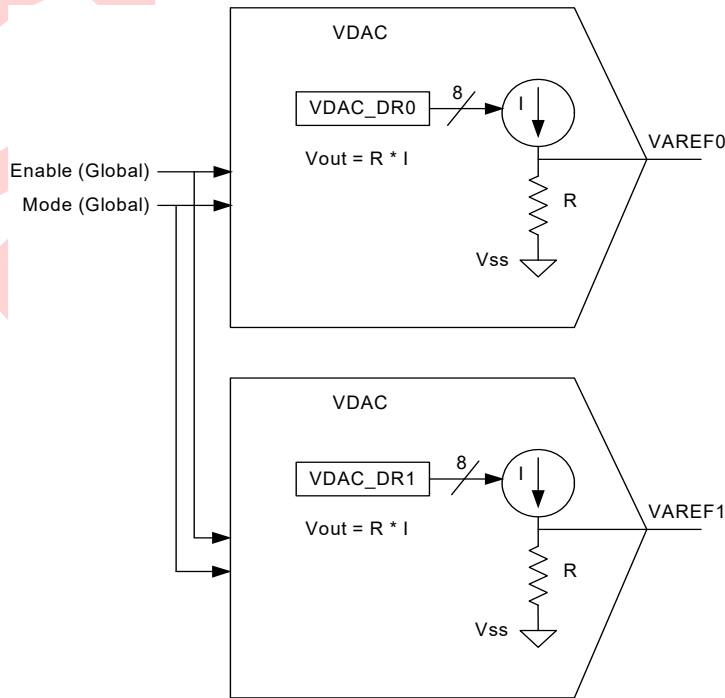 VDAC
VDAC_DR0
8
I
Vout = R * I
VAREF0
Enable (Global)
Mode (Global)
R
Vss
VDAC
VDAC_DR1
8
I
Vout = R * I
VAREF1
R
Vss